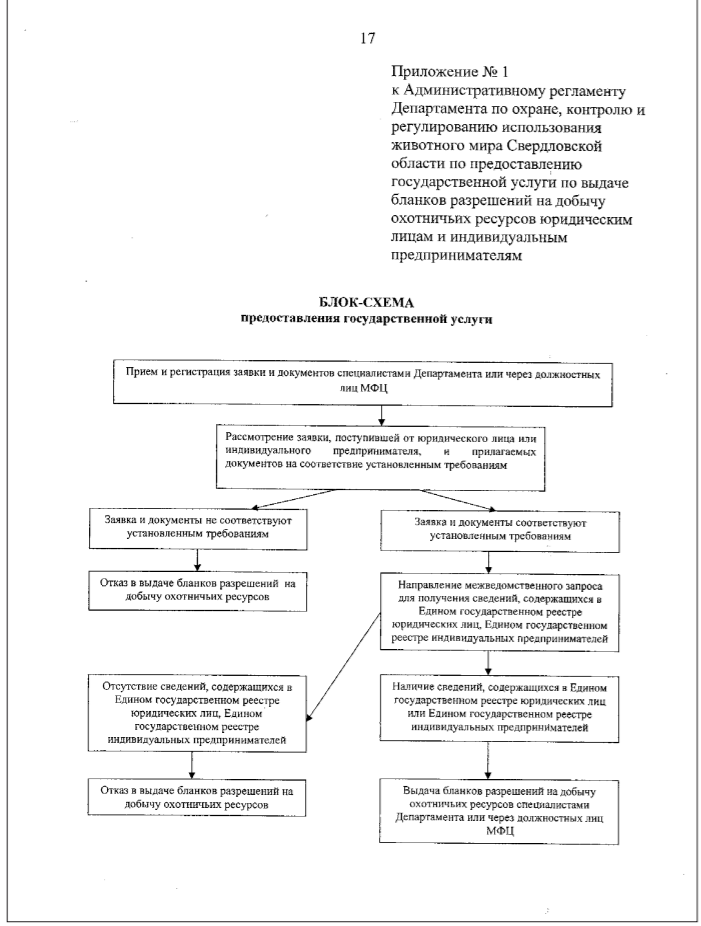 17
Приложение № 1
к Административному регламенту
Департамента по охране, контролю и
регулированию использования
животного мира Свердловской
области по предоставлению
государственной услуги по выдаче
бланков разрешений на добычу
охотничьих ресурсов юридическим
лицам и индивидуальным
предпринимателям
БЛОК-СХЕМА
предоставления государственной услуги
Прием и регистрация заявки и документов специалистами Департамента или через должностных
лиц МФЦ
Рассмотрение заявки, поступившей от юридического лица или
индивидуального предпринимателя, и прилагаемых
документов на соответствие установленным требованиям
Заявка и документы не соответствуют
установленным требованиям
Заявка и документы соответствуют
установленным требованиям
Отказ в выдаче бланков разрешений на
добычу охотничьих ресурсов
Направление межведомственного запроса
для получения сведений, содержащихся в
Едином государственном реестре
юридических лиц, Едином государственном
реестре индивидуальных предпринимателей
Отсутствие сведений, содержащихся в
Едином государственном реестре
юридических лиц, Едином
государственном реестре
индивидуальных предпринимателей
Наличие сведений, содержащихся в Едином
государственном реестре юридических лиц
или Едином государственном реестре
индивидуальных предпринимателей
Отказ в выдаче бланков разрешений на
добычу охотничьих ресурсов
Выдача бланков разрешений на добычу
охотничьих ресурсов специалистами
Департамента или через должностных лиц
МФЦ